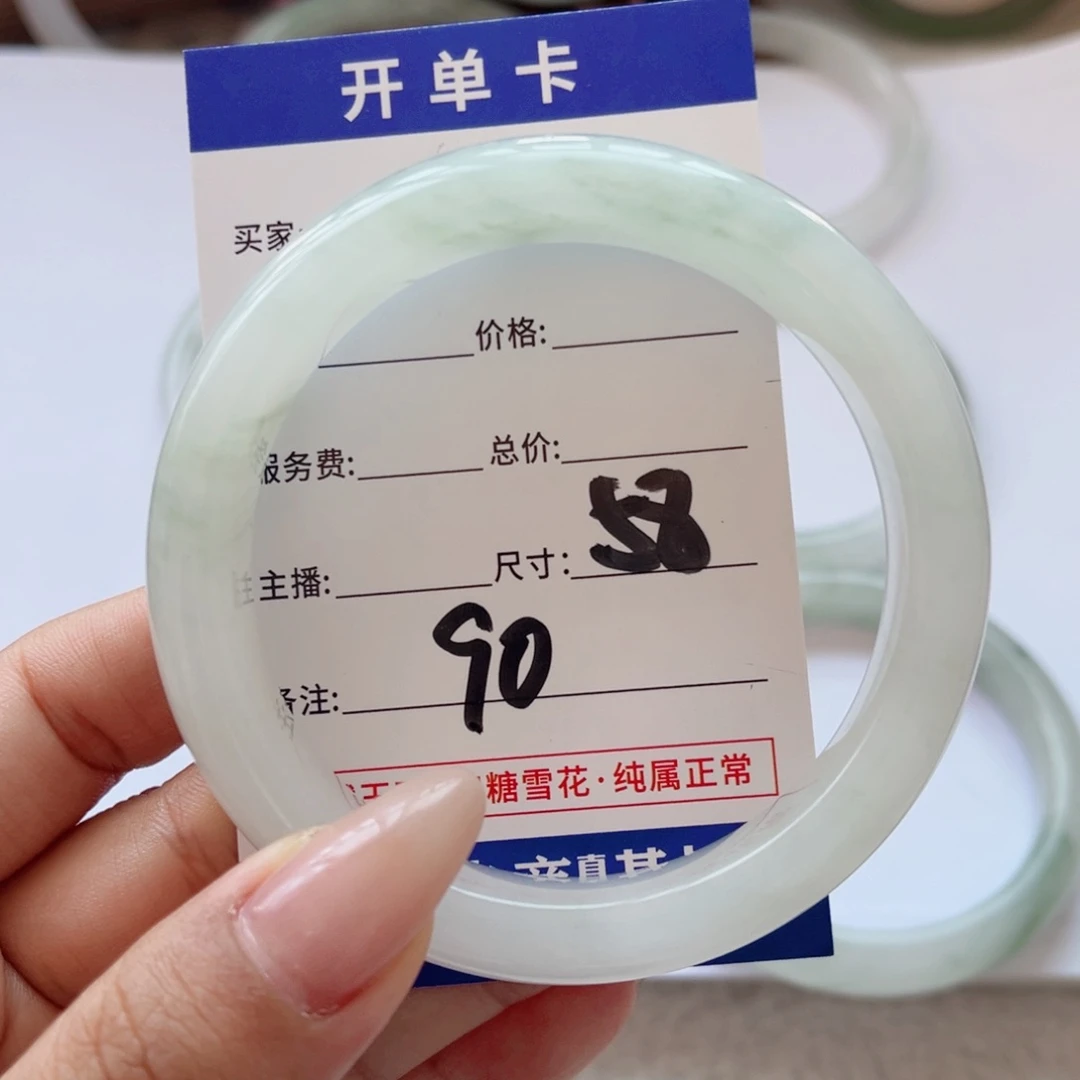 开单卡
买家
价格:
服务费: 总价:
主播: 尺寸: 58
备注: 90
糖雪花·纯属正常